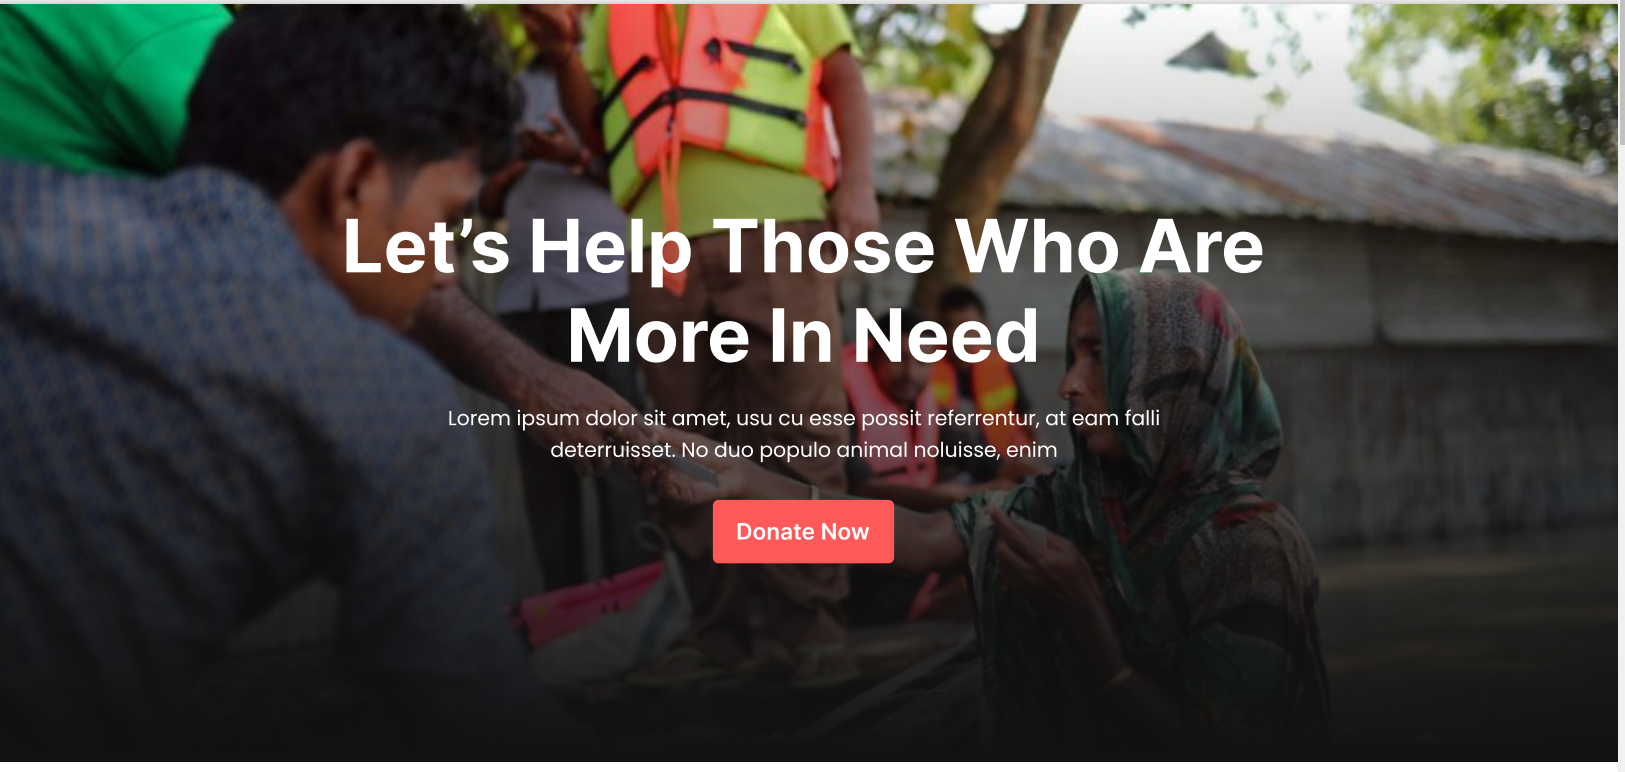 Let’s Help Those Who Are
More In Need
Lorem ipsum dolor sit amet, usu cu esse possit referrentur, at eam falli
deterruisset. No duo populo animal noluisse, enim
Donate Now